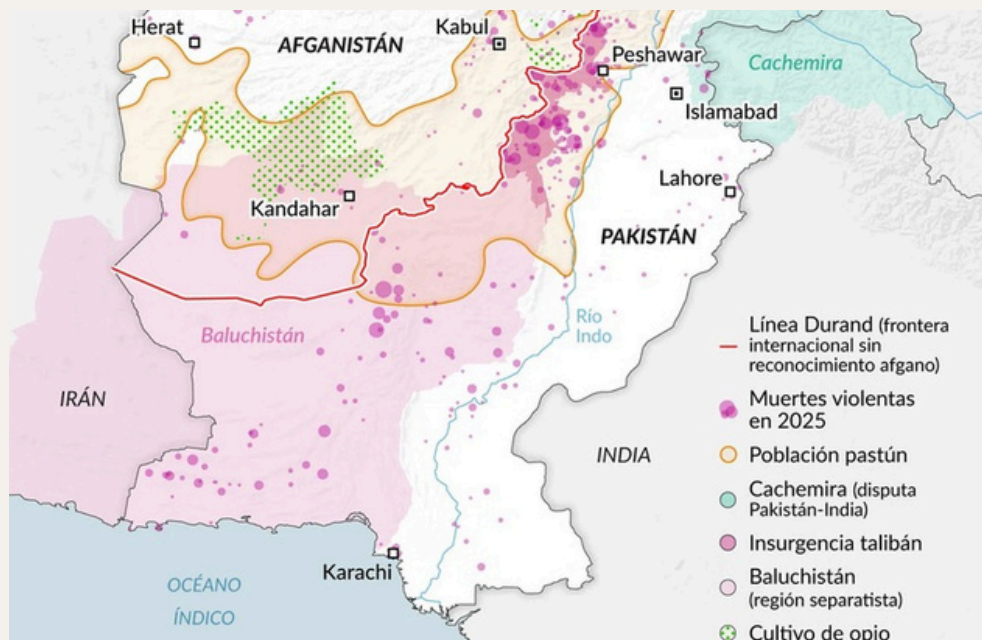 Herat
AFGANISTÁN
Kabul
Peshawar
Cachemira
Islamabad
Lahore
Kandahar
PAKISTÁN
Baluchistán
Río
Indo
IRÁN
INDIA
Karachi
OCÉANO
ÍNDICO
Línea Durand (frontera
internacional sin
reconocimiento afgano)
Muertes violentas
en 2025
Población pastún
Cachemira (disputa
Pakistán-India)
Insurgencia talibán
Baluchistán
(región separatista)
Cultivo de opio